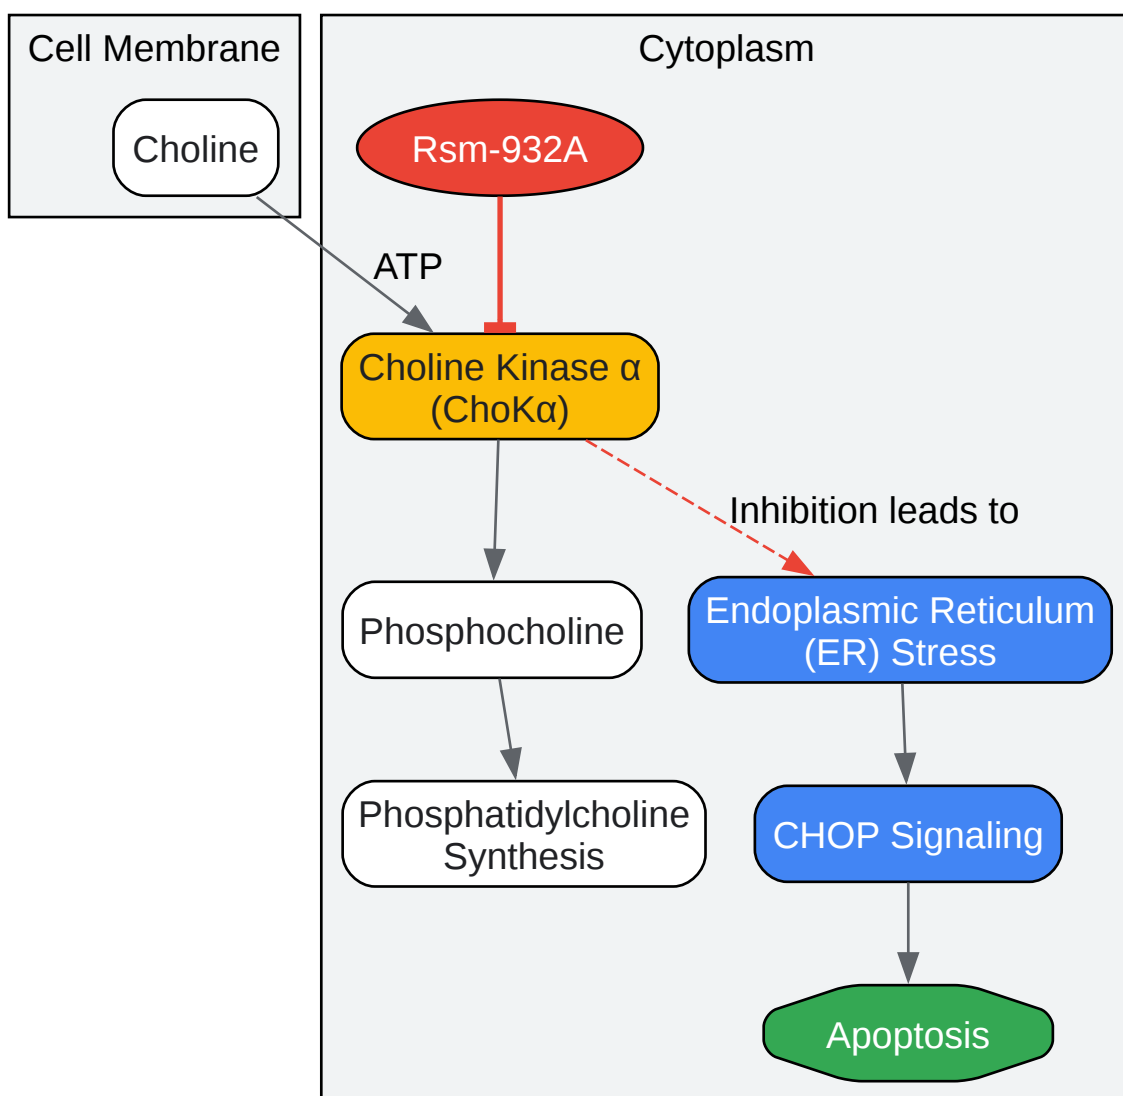 Cell Membrane
Cytoplasm
Choline
Rsm-932A
ATP
Choline Kinase α
(ChoKα)
Inhibition leads to
Phosphocholine
Endoplasmic Reticulum
(ER) Stress
Phosphatidylcholine
Synthesis
CHOP Signaling
Apoptosis